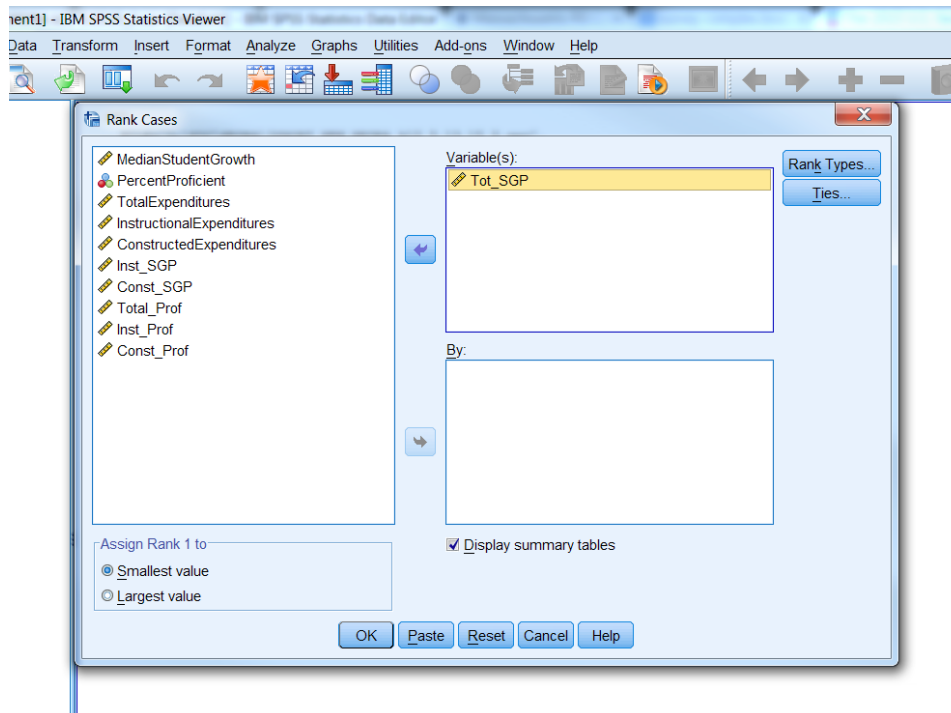 nent1] - IBM SPSS Statistics Viewer
Data Transform Insert Format Analyze Graphs Utilities Add-ons Window Help
Rank Cases
MedianStudentGrowth
PercentProficient
TotalExpenditures
InstructionalExpenditures
ConstructedExpenditures
Inst_SGP
Const_SGP
Total_Prof
Inst_Prof
Const_Prof
Variable(s):
Tot_SGP
Rank Types...
Ties...
By:
Assign Rank 1 to
Smallest value
Largest value
Display summary tables
OK Paste Reset Cancel Help